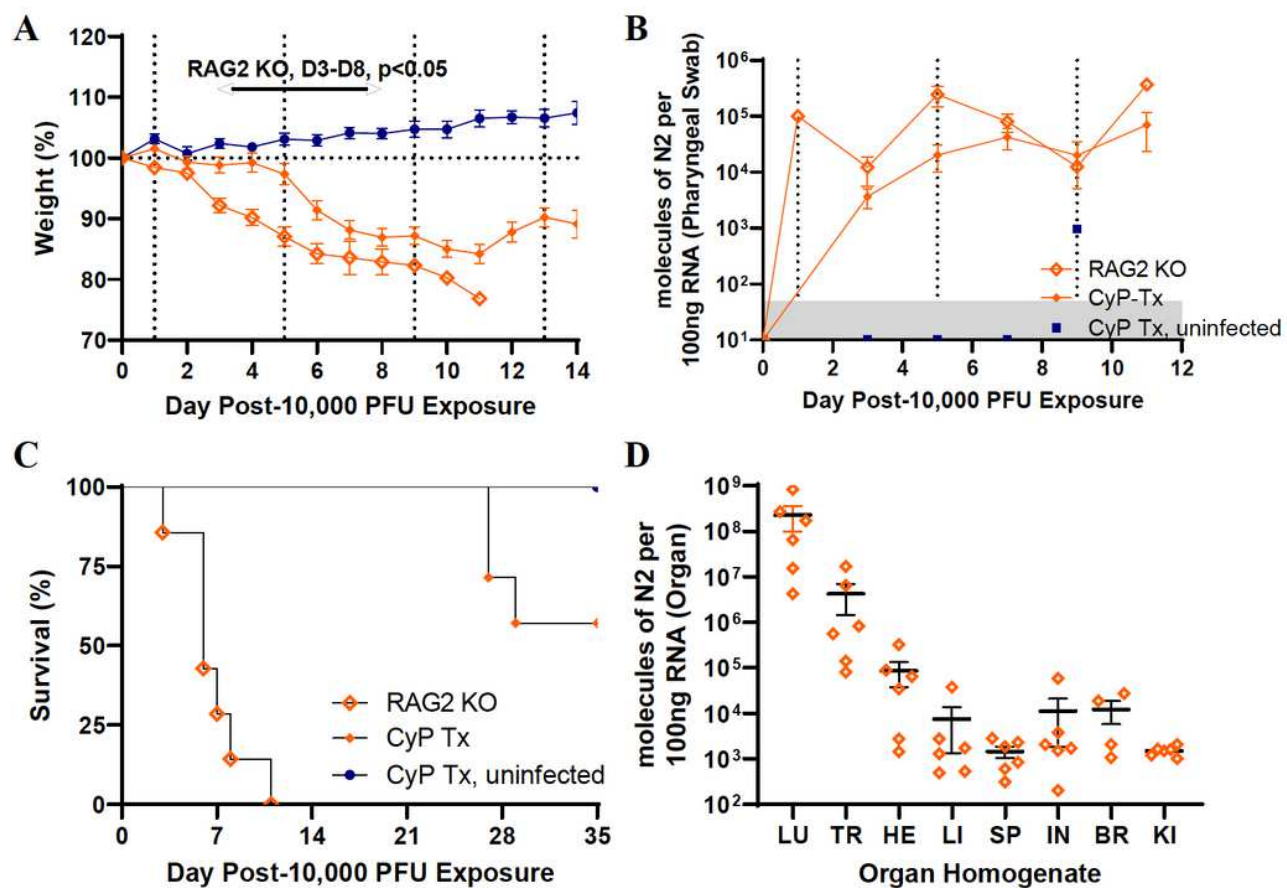 A
Weight (%)
120
110
100
90
80
70
RAG2 KO, D3-D8, p<0.05
0 2 4 6 8 10 12 14
Day Post-10,000 PFU Exposure
B
molecules of N2 per
100ng RNA (Pharyngeal Swab)
10⁶
10⁵
10⁴
10³
10²
10¹
RAG2 KO
CyP-Tx
CyP Tx, uninfected
0 2 4 6 8 10 12
Day Post-10,000 PFU Exposure
C
Survival (%)
100
75
50
25
0
RAG2 KO
CyP Tx
CyP Tx, uninfected
0 7 14 21 28 35
Day Post-10,000 PFU Exposure
D
molecules of N2 per
100ng RNA (Organ)
10⁹
10⁸
10⁷
10⁶
10⁵
10⁴
10³
10²
LU TR HE LI SP IN BR KI
Organ Homogenate